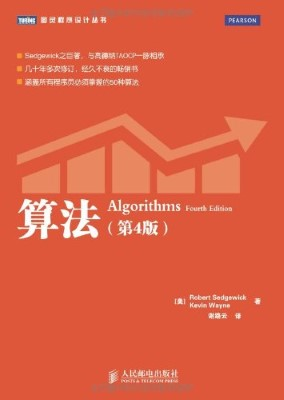 TURING 图灵程序设计丛书
PEARSON
Sedgewick之巨著,与高德纳TAOCP一脉相承
几十年多次修订,经久不衰的畅销书
涵盖所有程序员必须掌握的50种算法
算法 Algorithms Fourth Edition
(第4版)
[美] Robert Sedgewick
Kevin Wayne 著
谢路云 译
人民邮电出版社
POSTS & TELECOM PRESS